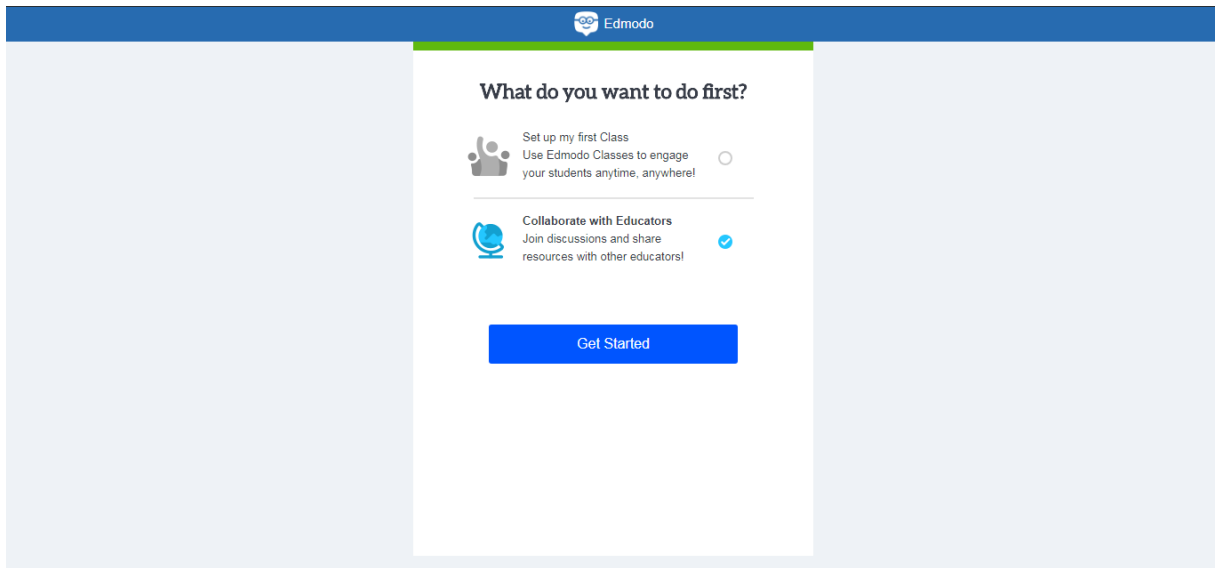 Edmodo
What do you want to do first?
Set up my first Class
Use Edmodo Classes to engage
your students anytime, anywhere!
Collaborate with Educators
Join discussions and share
resources with other educators!
Get Started